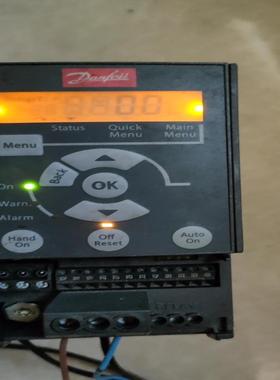 Danfoss
Status
Quick
Menu
Main
Menu
Menu
Back
On
Warn.
Alarm
OK
Hand
On
Off
Reset
Auto
On